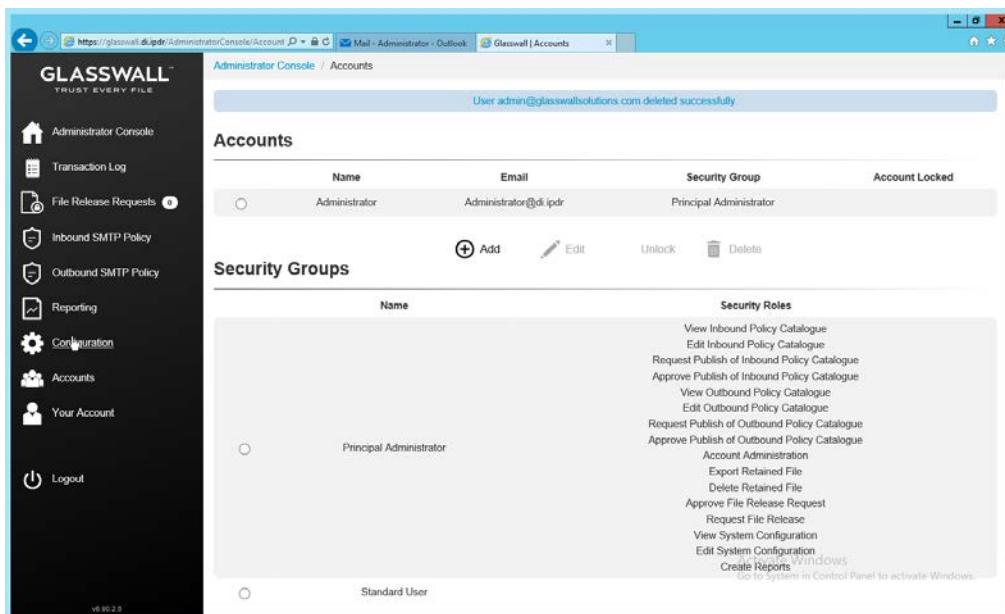 https://glasswall.di.ipdr/AdministratorConsole/Account
Mail - Administrator - Outlook
Glasswall | Accounts
GLASSWALL
TRUST EVERY FILE
Administrator Console / Accounts
User admin@glasswallsolutions.com deleted successfully
Administrator Console
Transaction Log
File Release Requests 0
Inbound SMTP Policy
Outbound SMTP Policy
Reporting
Configuration
Accounts
Your Account
Logout
Accounts
Name Email Security Group Account Locked
Administrator Administrator@di.ipdr Principal Administrator
Add Edit Unlock Delete
Security Groups
Name Security Roles
View Inbound Policy Catalogue
Edit Inbound Policy Catalogue
Request Publish of Inbound Policy Catalogue
Approve Publish of Inbound Policy Catalogue
View Outbound Policy Catalogue
Edit Outbound Policy Catalogue
Request Publish of Outbound Policy Catalogue
Approve Publish of Outbound Policy Catalogue
Principal Administrator
Account Administration
Export Retained File
Delete Retained File
Approve File Release Request
Request File Release
View System Configuration
Edit System Configuration
Create Reports
Activate Windows
Go to System in Control Panel to activate Windows.
Standard User